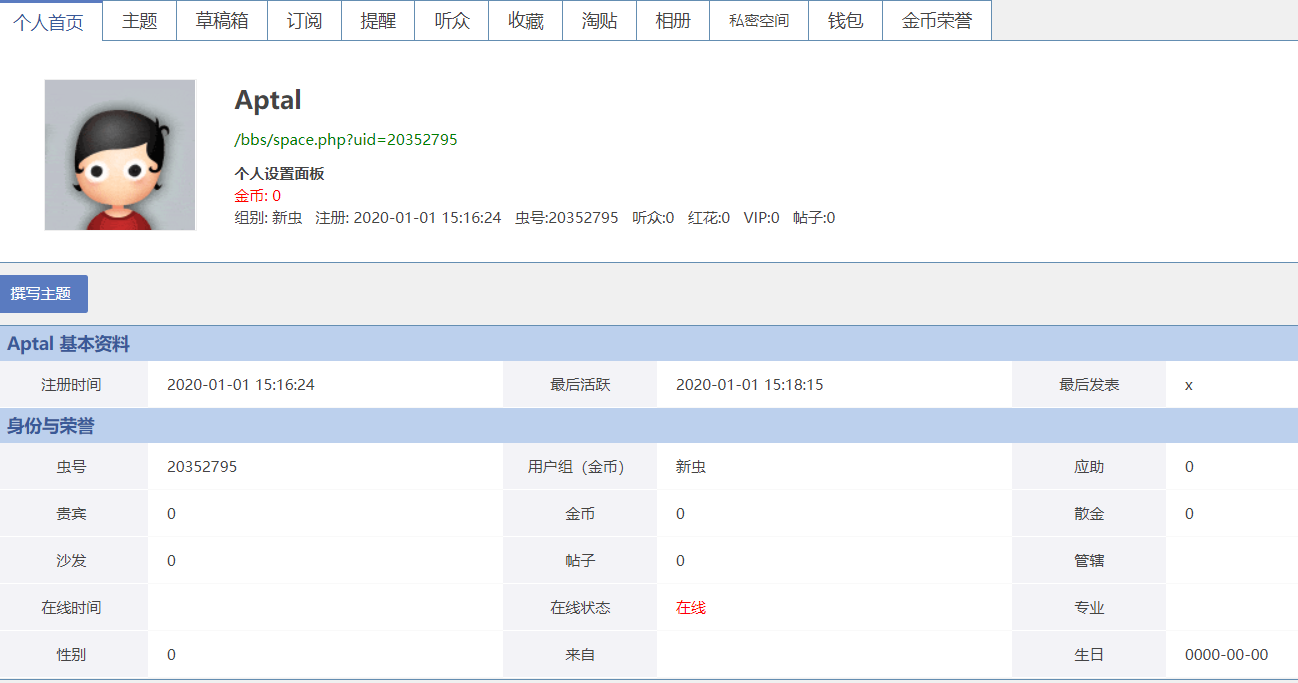 个人首页 主题 草稿箱 订阅 提醒 听众 收藏 淘贴 相册 私密空间 钱包 金币荣誉
Aptal
/bbs/space.php?uid=20352795
个人设置面板
金币: 0
组别: 新虫 注册: 2020-01-01 15:16:24 虫号:20352795 听众:0 红花:0 VIP:0 帖子:0
撰写主题
Aptal 基本资料
注册时间 2020-01-01 15:16:24 最后活跃 2020-01-01 15:18:15 最后发表 x
身份与荣誉
虫号 20352795 用户组（金币） 新虫 应助 0
贵宾 0 金币 0 散金 0
沙发 0 帖子 0 管辖
在线时间 在线状态 在线 专业
性别 0 来自 生日 0000-00-00